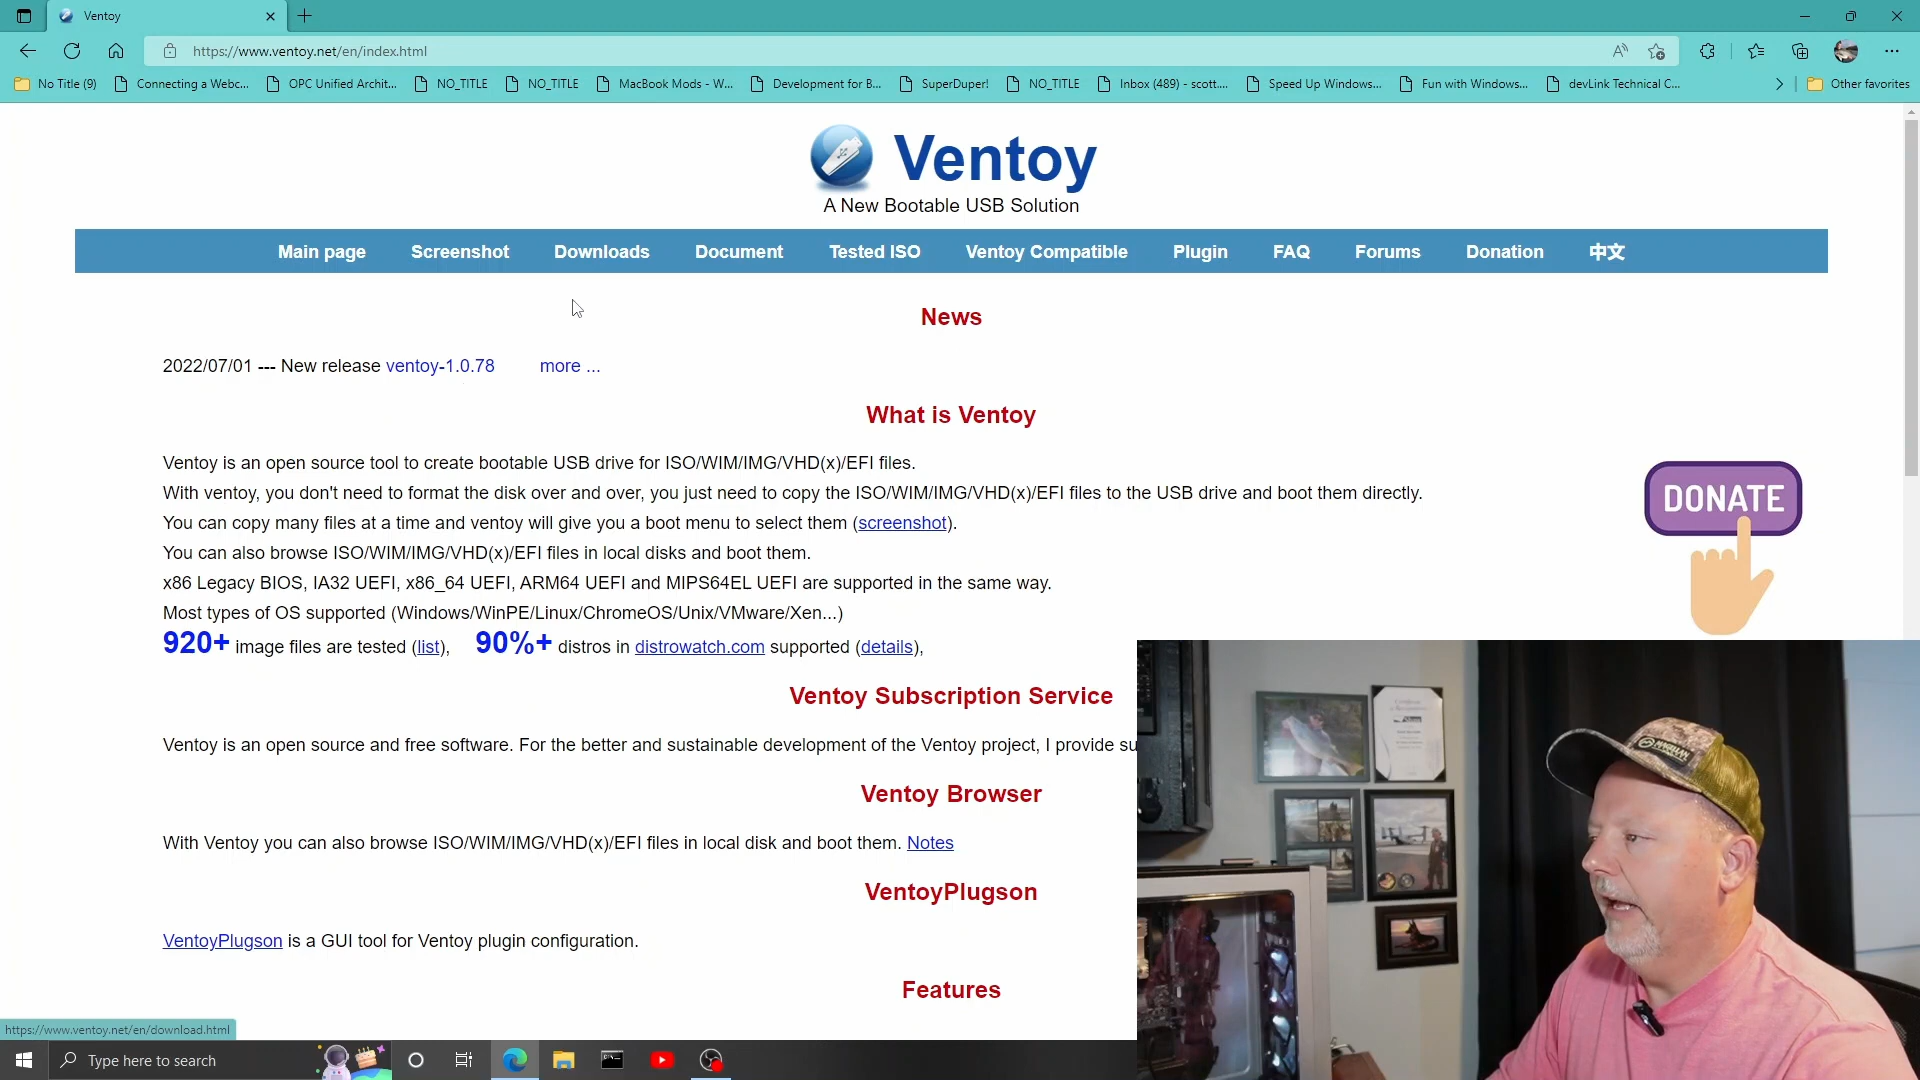 Ventoy
https://www.ventoy.net/en/index.html
No Title (9)
Connecting a Webc...
OPC Unified Archit...
NO_TITLE
NO_TITLE
MacBook Mods - W...
Development for B...
SuperDuper!
NO_TITLE
Inbox (489) - scott....
Speed Up Windows...
Fun with Windows...
devLink Technical C...
Other favorites
Ventoy
A New Bootable USB Solution
Main page Screenshot Downloads Document Tested ISO Ventoy Compatible Plugin FAQ Forums Donation 中文
News
2022/07/01 --- New release ventoy-1.0.78 more ...
What is Ventoy
Ventoy is an open source tool to create bootable USB drive for ISO/WIM/IMG/VHD(x)/EFI files.
With ventoy, you don't need to format the disk over and over, you just need to copy the ISO/WIM/IMG/VHD(x)/EFI files to the USB drive and boot them directly.
You can copy many files at a time and ventoy will give you a boot menu to select them (screenshot).
You can also browse ISO/WIM/IMG/VHD(x)/EFI files in local disks and boot them.
x86 Legacy BIOS, IA32 UEFI, x86_64 UEFI, ARM64 UEFI and MIPS64EL UEFI are supported in the same way.
Most types of OS supported (Windows/WinPE/Linux/ChromeOS/Unix/VMware/Xen...)
920+ image files are tested (list), 90%+ distros in distrowatch.com supported (details),
DONATE
Ventoy Subscription Service
Ventoy is an open source and free software. For the better and sustainable development of the Ventoy project, I provide su
Ventoy Browser
With Ventoy you can also browse ISO/WIM/IMG/VHD(x)/EFI files in local disk and boot them. Notes
VentoyPlugson
VentoyPlugson is a GUI tool for Ventoy plugin configuration.
Features
https://www.ventoy.net/en/download.html
Type here to search
MAGELLAN